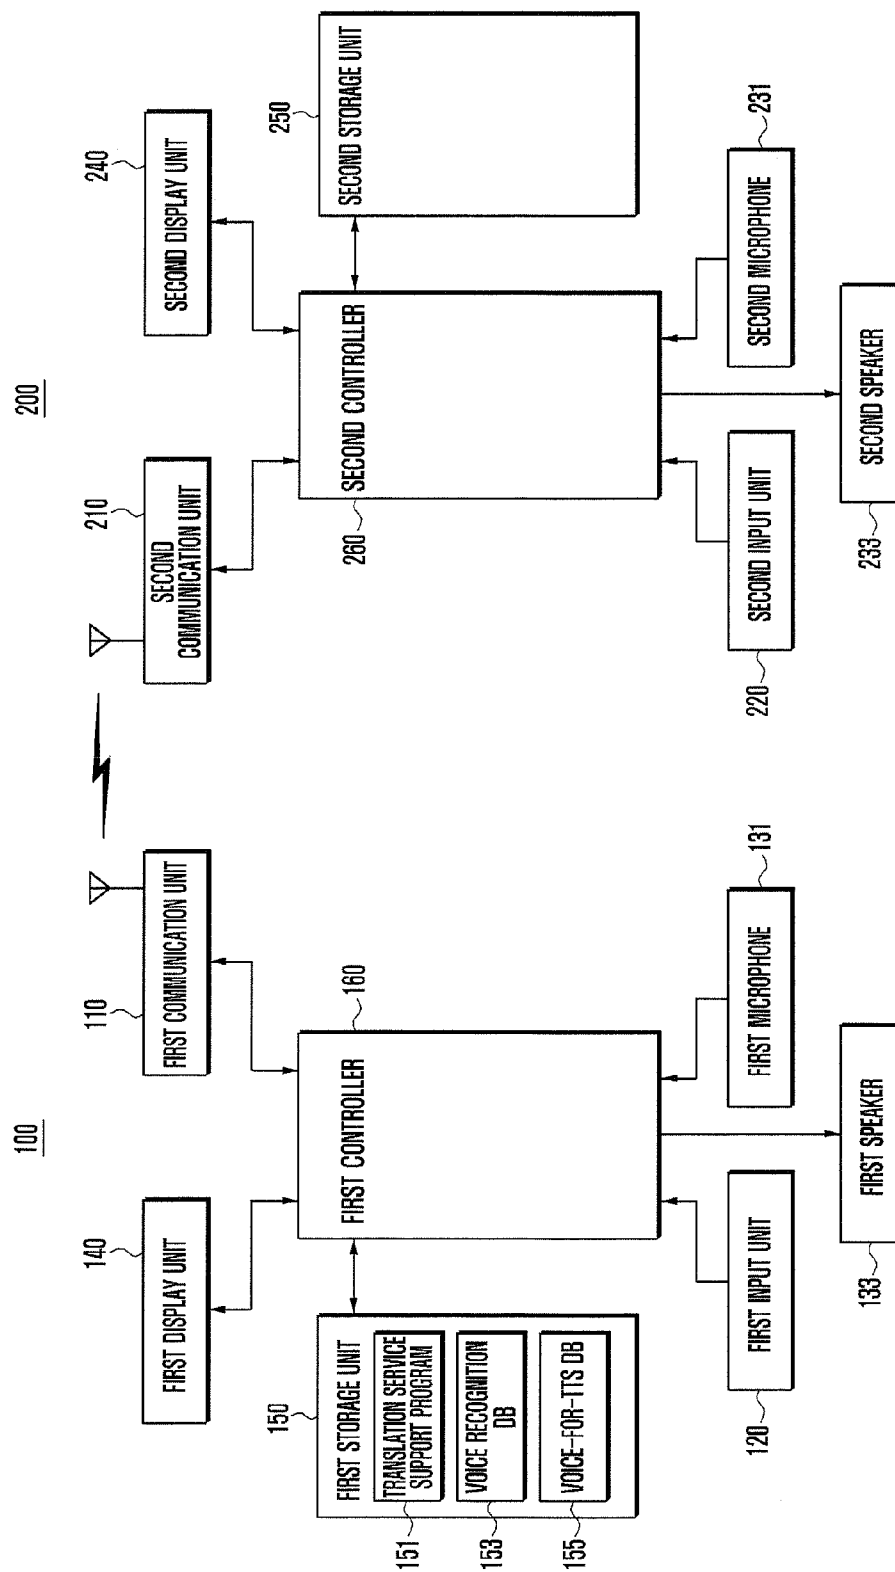 100
200
140
FIRST DISPLAY UNIT
110
FIRST COMMUNICATION UNIT
210
SECOND
COMMUNICATION UNIT
240
SECOND DISPLAY UNIT
150
FIRST STORAGE UNIT
151
TRANSLATION SERVICE
SUPPORT PROGRAM
153
VOICE RECOGNITION
DB
155
VOICE-FOR-TTS DB
160
FIRST CONTROLLER
260
SECOND CONTROLLER
250
SECOND STORAGE UNIT
120
FIRST INPUT UNIT
131
FIRST MICROPHONE
220
SECOND INPUT UNIT
231
SECOND MICROPHONE
133
FIRST SPEAKER
233
SECOND SPEAKER